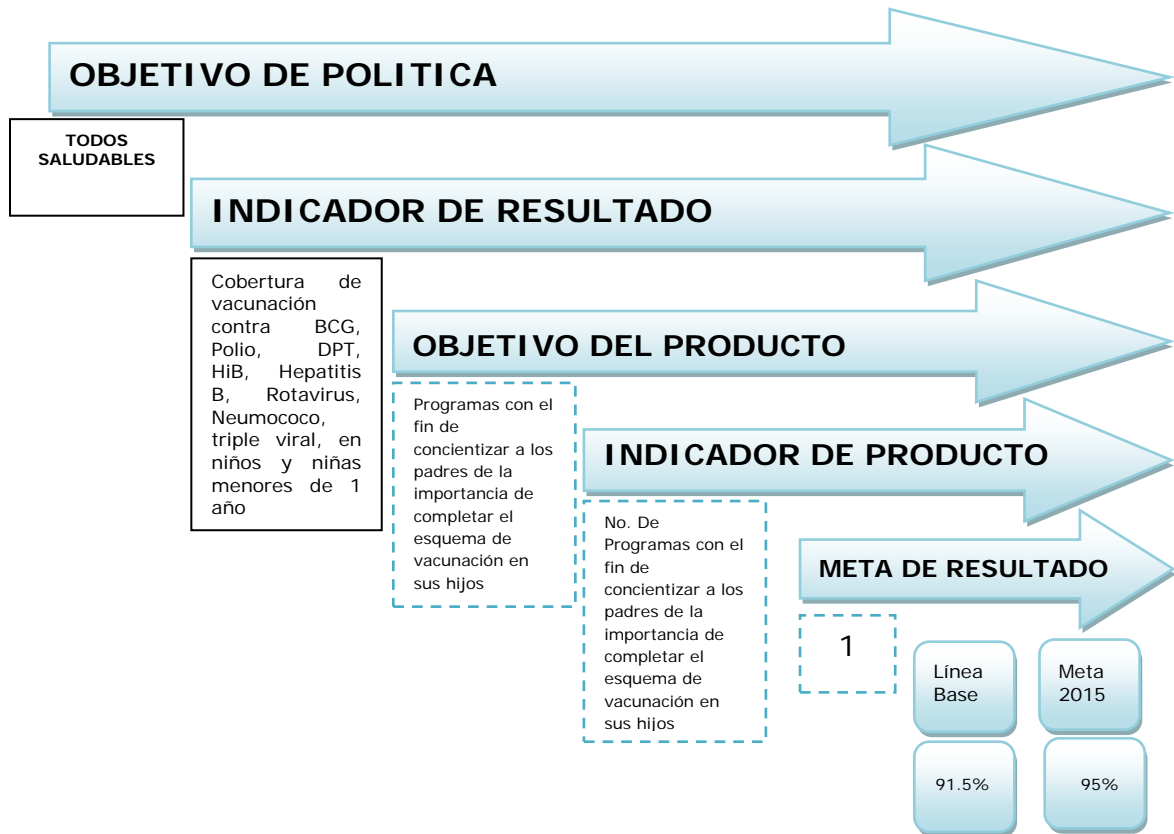 OBJETIVO DE POLITICA
TODOS
SALUDABLES
INDICADOR DE RESULTADO
Cobertura de
vacunación
contra BCG,
Polio, DPT,
HiB, Hepatitis
B, Rotavirus,
Neumococo,
triple viral, en
niños y niñas
menores de 1
año
OBJETIVO DEL PRODUCTO
Programas con el
fin de
concientizar a los
padres de la
importancia de
completar el
esquema de
vacunación en
sus hijos
INDICADOR DE PRODUCTO
No. De
Programas con el
fin de
concientizar a los
padres de la
importancia de
completar el
esquema de
vacunación en
sus hijos
META DE RESULTADO
1
Línea
Base
Meta
2015
91.5%
95%